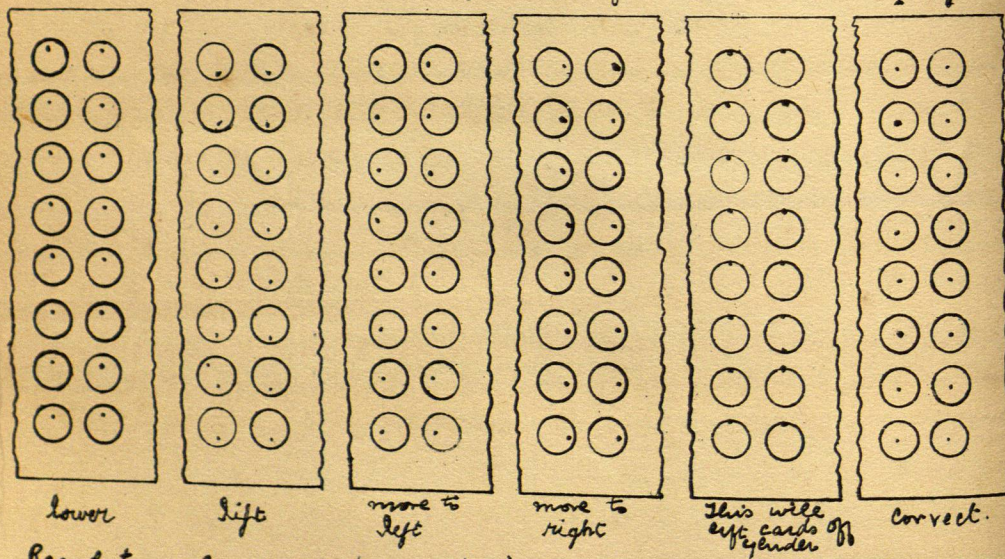 lower
lift
move to
left
move to
right
This will
lift cards off
cylinder
correct.